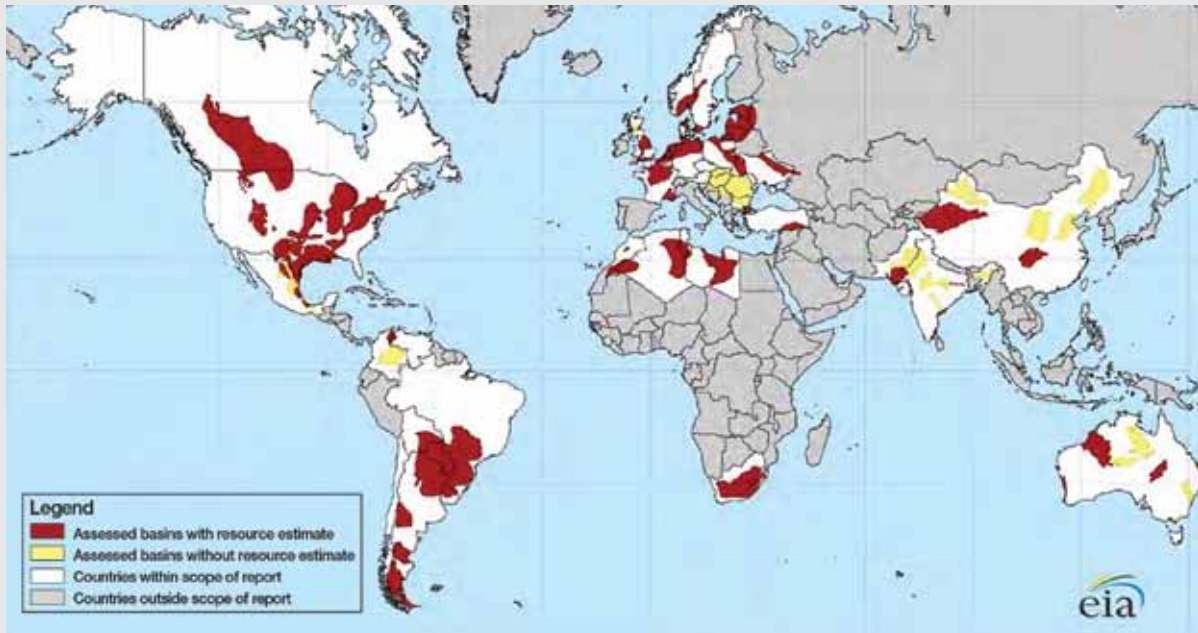 Legend
Assessed basins with resource estimate
Assessed basins without resource estimate
Countries within scope of report
Countries outside scope of report
eia